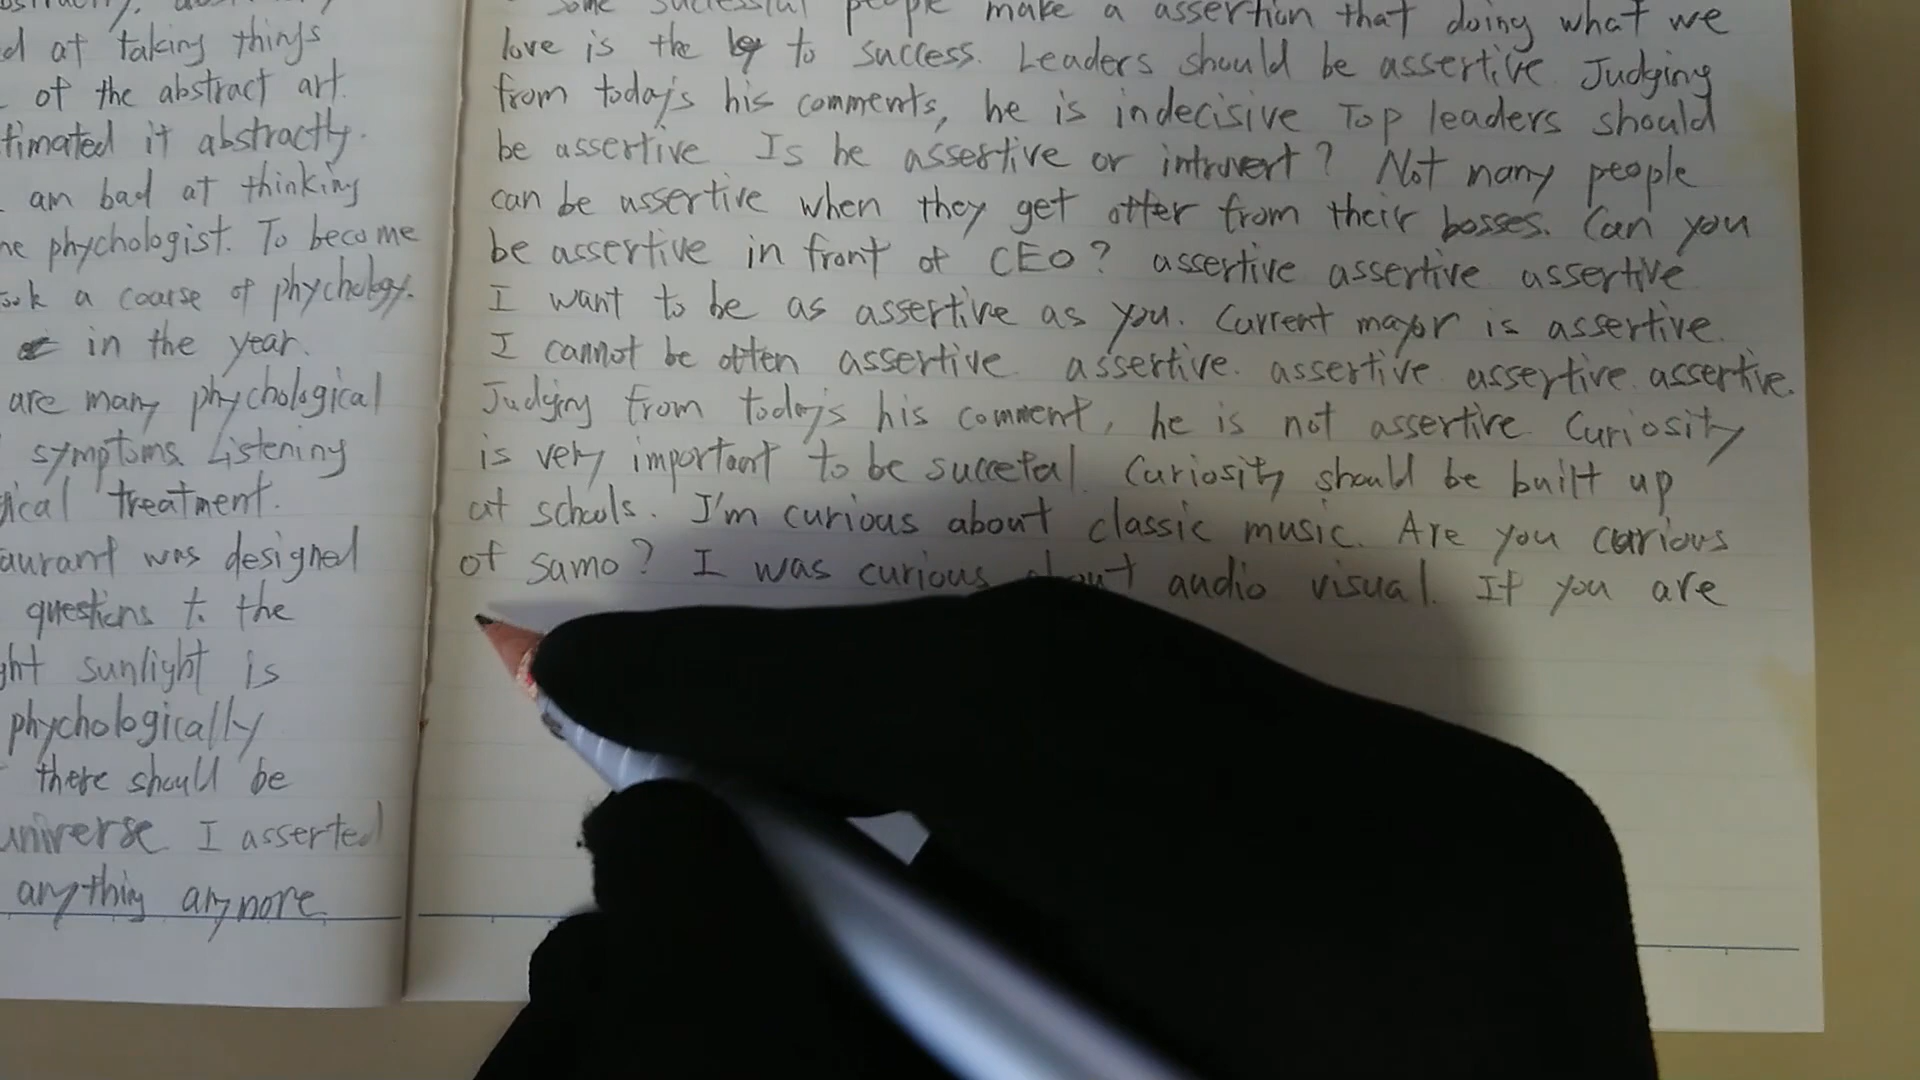 d at taking things
of the abstract art.
timated it abstractly.
am bad at thinking
ne phychologist. To become
ook a coarse of phychology.
in the year.
are many phychological
symptoms. Listening
gical treatment.
aurant was designed
questions to the
ght sunlight is
phychologically
there should be
universe I asserted
anything anymore
some successful people make a assertion that doing what we
love is the to success. Leaders should be assertive. Judging
from today's his comments, he is indecisive Top leaders should
be assertive Is he assertive or introvert? Not many people
can be assertive when they get offer from their bosses. Can you
be assertive in front of CEO? assertive assertive assertive
I want to be as assertive as you. Current mayor is assertive.
I cannot be often assertive assertive. assertive assertive. assertive.
Judging from today's his comment, he is not assertive Curiosity
is very important to be succeful. Curiosity should be built up
at schools. I'm curious about classic music. Are you curious
of samo? I was curious about audio visual. If you are